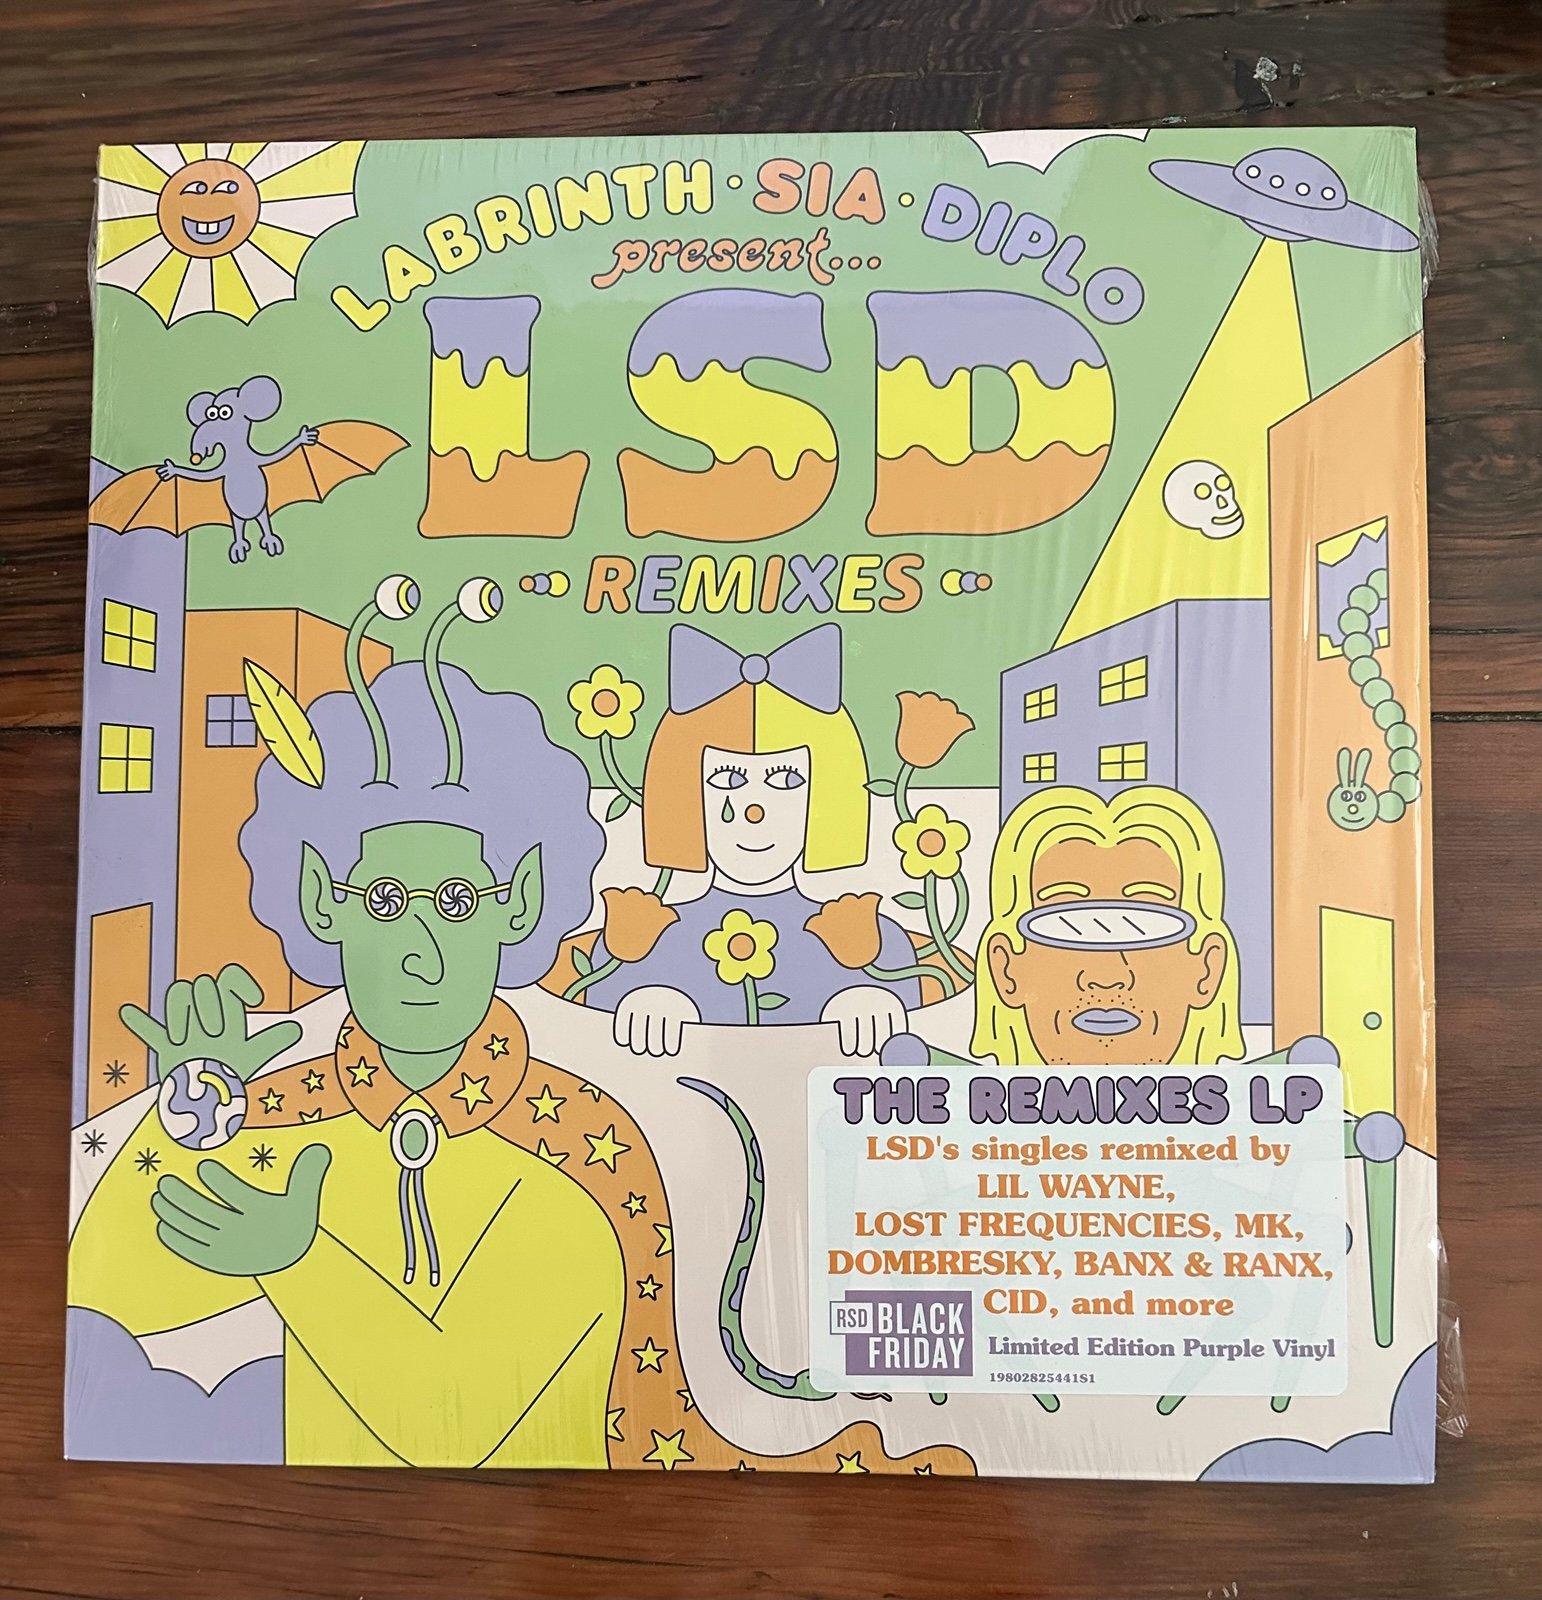 LABRINTH · SIA · DIPLO
present...
LSD
REMIXES
THE REMIXES LP
LSD's singles remixed by
LIL WAYNE,
LOST FREQUENCIES, MK,
DOMBRESKY, BANX & RANX,
CID, and more
RSD BLACK
FRIDAY
Limited Edition Purple Vinyl
19802825441S1